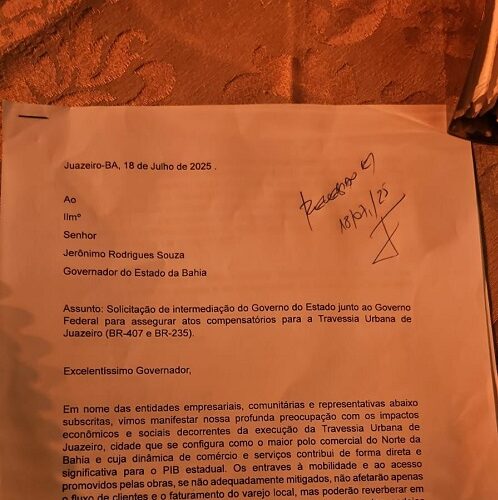 Juazeiro-BA, 18 de Julho de 2025 .
18/07/25
Ao
Ilmº
Senhor
Jerônimo Rodrigues Souza
Governador do Estado da Bahia
Assunto: Solicitação de intermediação do Governo do Estado junto ao Governo
Federal para assegurar atos compensatórios para a Travessia Urbana de
Juazeiro (BR-407 e BR-235).
Excelentíssimo Governador,
Em nome das entidades empresariais, comunitárias e representativas abaixo
subscritas, vimos manifestar nossa profunda preocupação com os impactos
econômicos e sociais decorrentes da execução da Travessia Urbana de
Juazeiro, cidade que se configura como o maior polo comercial do Norte da
Bahia e cuja dinâmica de comércio e serviços contribui de forma direta e
significativa para o PIB estadual. Os entraves à mobilidade e ao acesso
promovidos pelas obras, se não adequadamente mitigados, não afetarão apenas
o fluxo de clientes e o faturamento do varejo local, mas poderão reverberar em